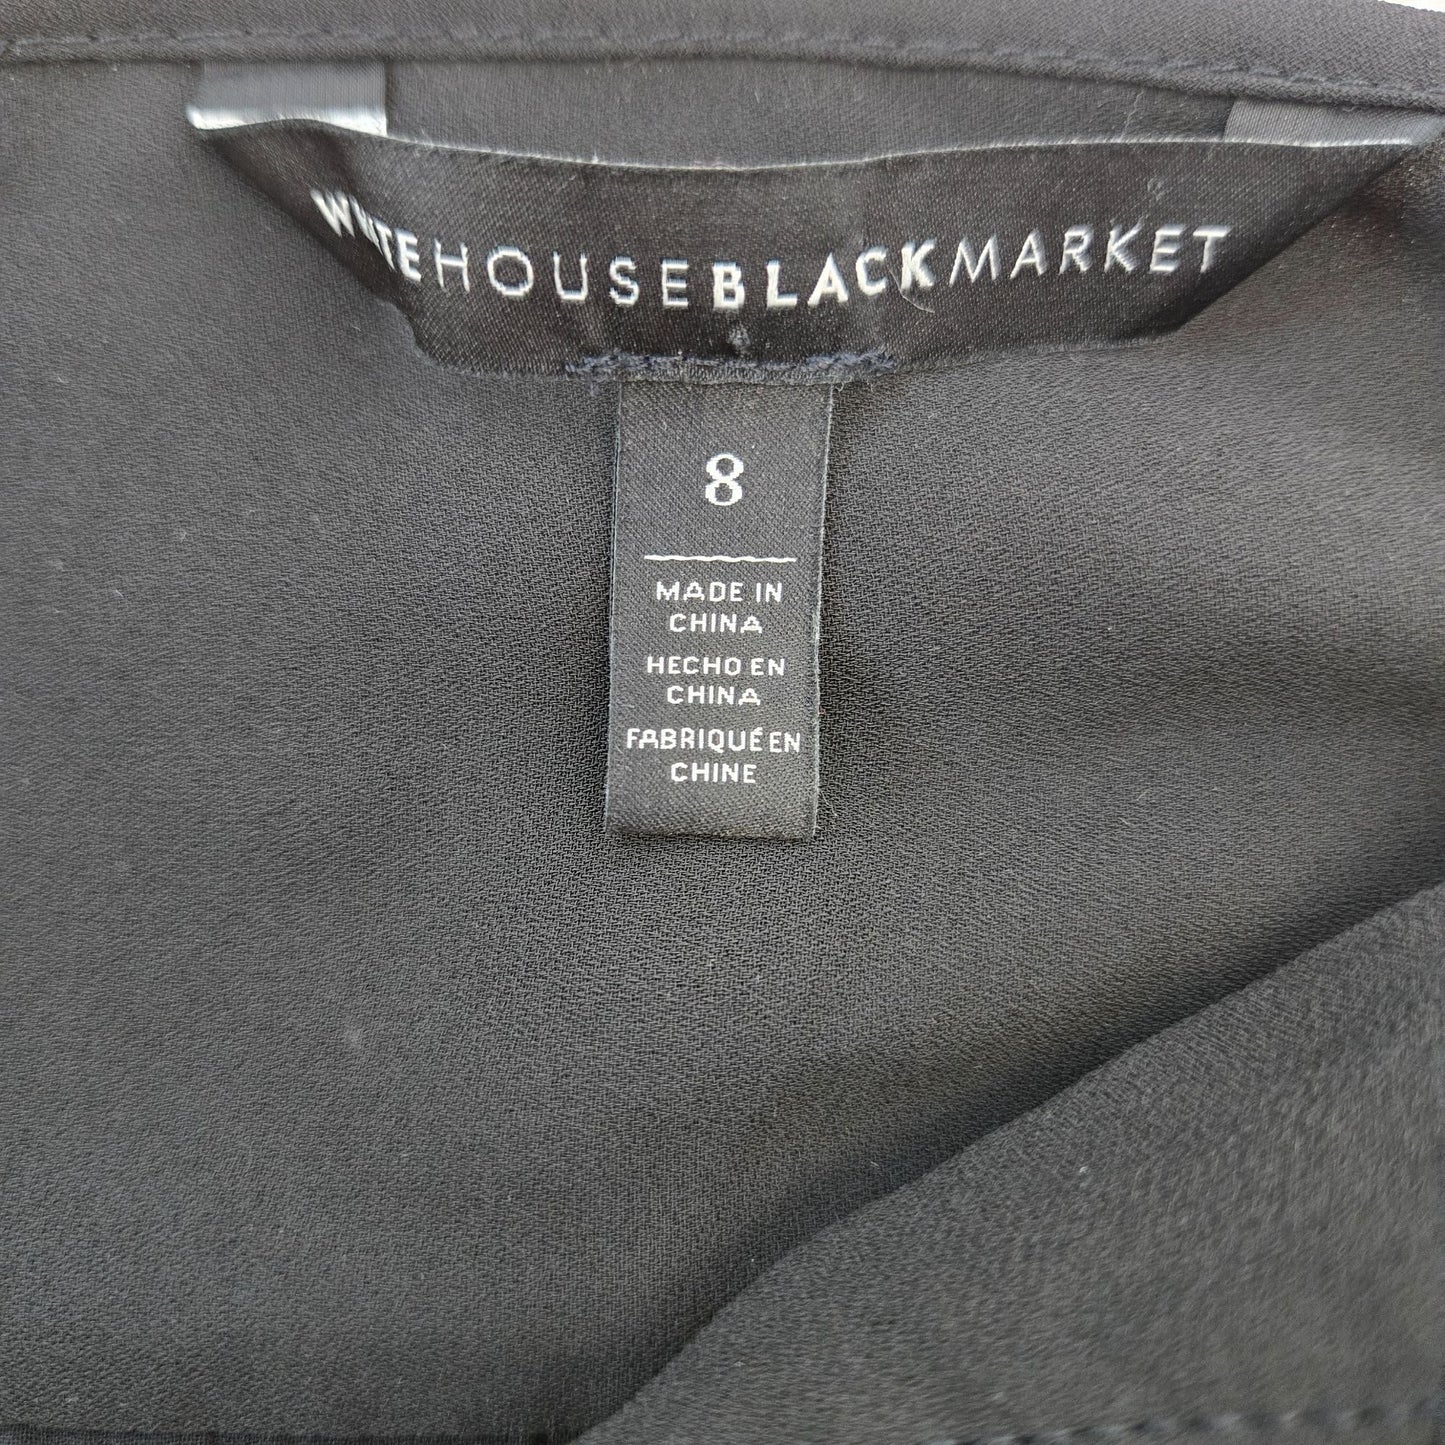 WHITEHOUSEBLACKMARKET
8
MADE IN
CHINA
HECHO EN
CHINA
FABRIQUÉ EN
CHINE